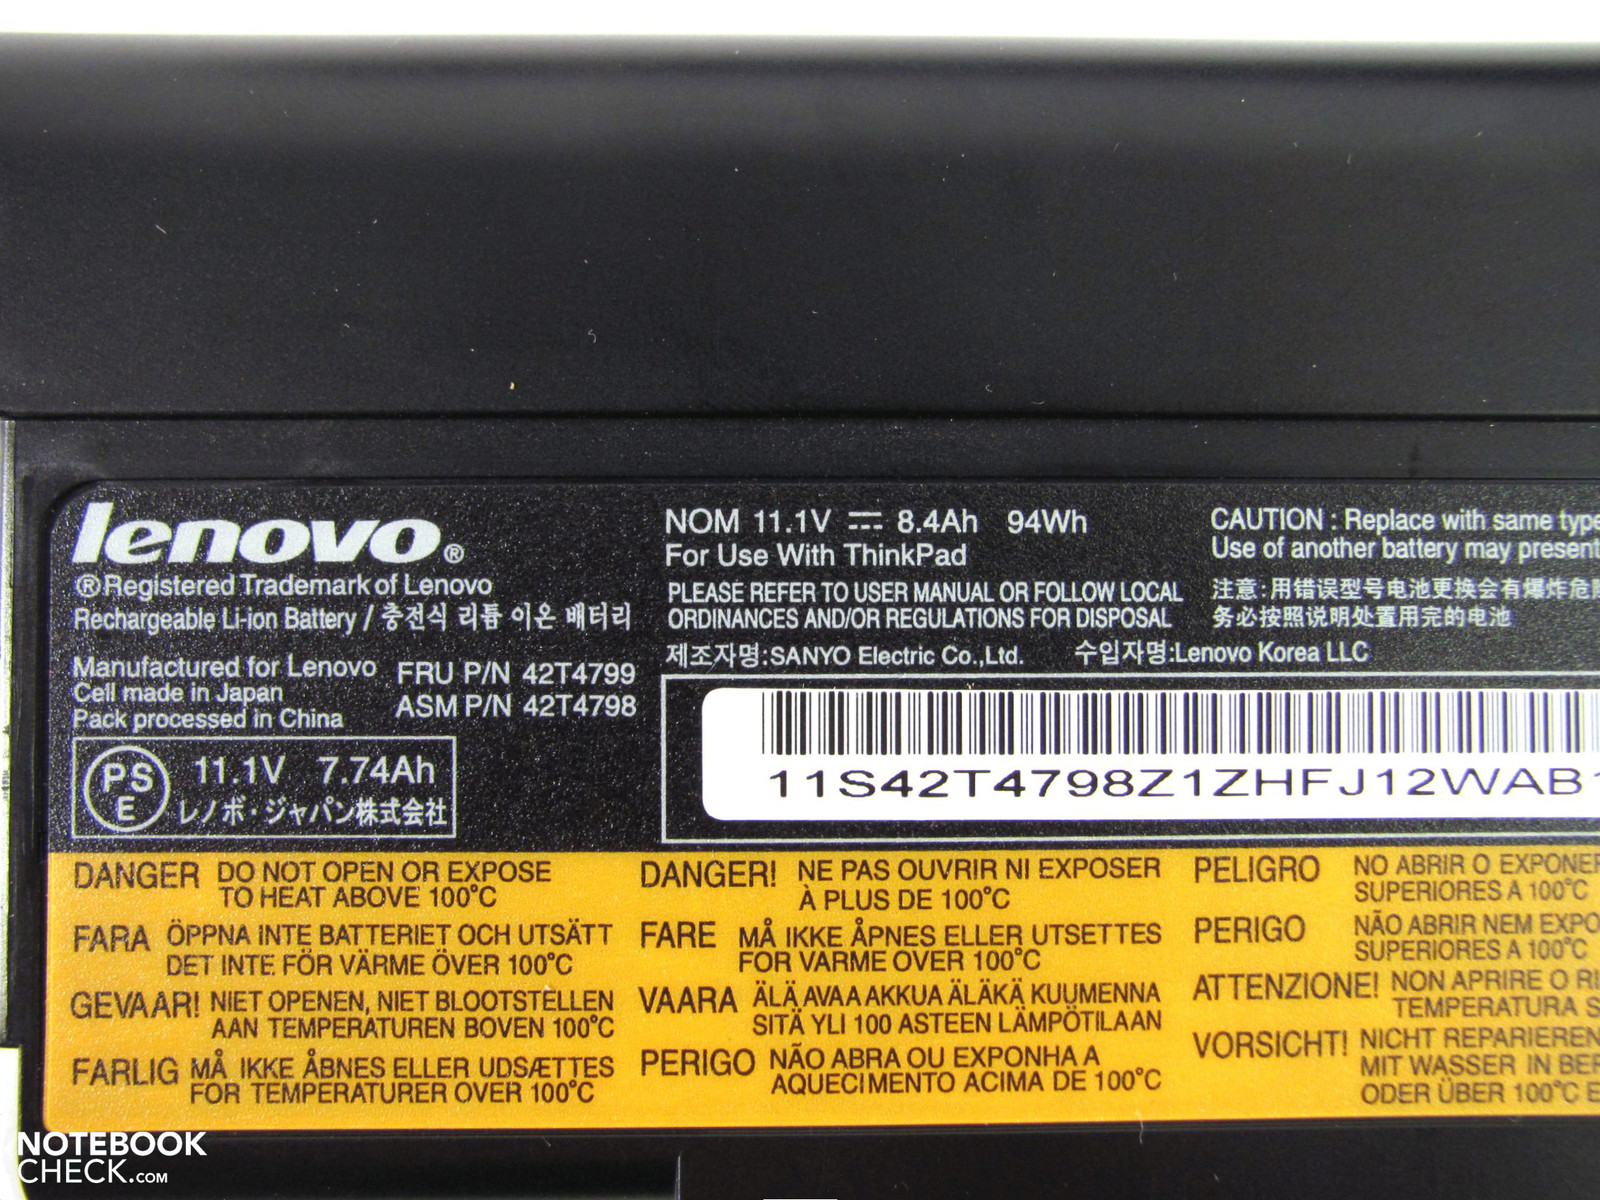 lenovo®
®Registered Trademark of Lenovo
Rechargeable Li-ion Battery / 충전식 리튬 이온 배터리
Manufactured for Lenovo
Cell made in Japan
Pack processed in China
FRU P/N 42T4799
ASM P/N 42T4798
PS
E
11.1V 7.74Ah
レノボ・ジャパン株式会社
NOM 11.1V ⎓ 8.4Ah 94Wh
For Use With ThinkPad
PLEASE REFER TO USER MANUAL OR FOLLOW LOCAL
ORDINANCES AND/OR REGULATIONS FOR DISPOSAL
제조자명:SANYO Electric Co.,Ltd. 수입자명:Lenovo Korea LLC
CAUTION : Replace with same type
Use of another battery may present
注意:用错误型号电池更换会有爆炸危
务必按照说明处置用完的电池
11S42T4798Z1ZHFJ12WAB
DANGER DO NOT OPEN OR EXPOSE
TO HEAT ABOVE 100°C
FARA ÖPPNA INTE BATTERIET OCH UTSÄTT
DET INTE FÖR VÄRME ÖVER 100°C
GEVAAR! NIET OPENEN, NIET BLOOTSTELLEN
AAN TEMPERATUREN BOVEN 100°C
FARLIG MÅ IKKE ÅBNES ELLER UDSÆTTES
FOR TEMPERATURER OVER 100°C
DANGER! NE PAS OUVRIR NI EXPOSER
À PLUS DE 100°C
FARE MÅ IKKE ÅPNES ELLER UTSETTES
FOR VARME OVER 100°C
VAARA ÄLÄ AVAA AKKUA ÄLÄKÄ KUUMENNA
SITÄ YLI 100 ASTEEN LÄMPÖTILAAN
PERIGO NÃO ABRA OU EXPONHA A
AQUECIMENTO ACIMA DE 100°C
PELIGRO NO ABRIR O EXPONER
SUPERIORES A 100°C
PERIGO NÃO ABRIR NEM EXPO
SUPERIORES A 100°C
ATTENZIONE! NON APRIRE O RI
TEMPERATURA S
VORSICHT! NICHT REPARIEREN
MIT WASSER IN BER
ODER ÜBER 100°C E
NOTEBOOK
CHECK.COM